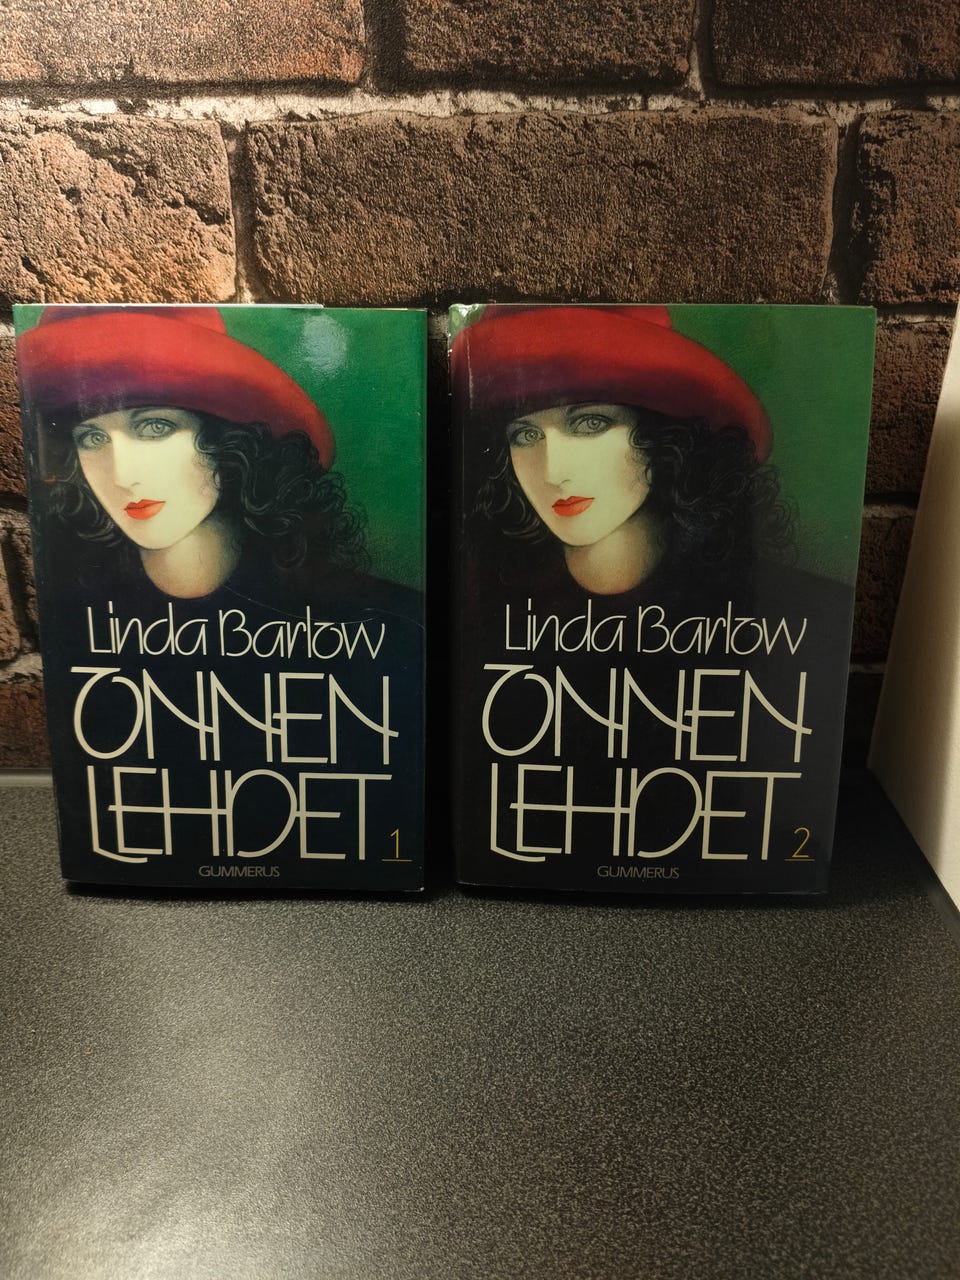 Linda Barlow
ONNEN
LEHDET 1
GUMMERUS
Linda Barlow
ONNEN
LEHDET 2
GUMMERUS